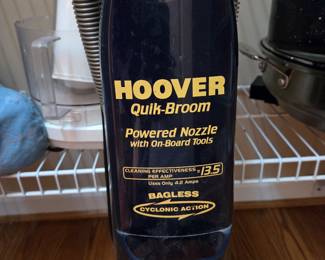 HOOVER
Quik-Broom
Powered Nozzle
with On-Board Tools
CLEANING EFFECTIVENESS
PER AMP
13.5
Uses Only 4.2 Amps
BAGLESS
CYCLONIC ACTION